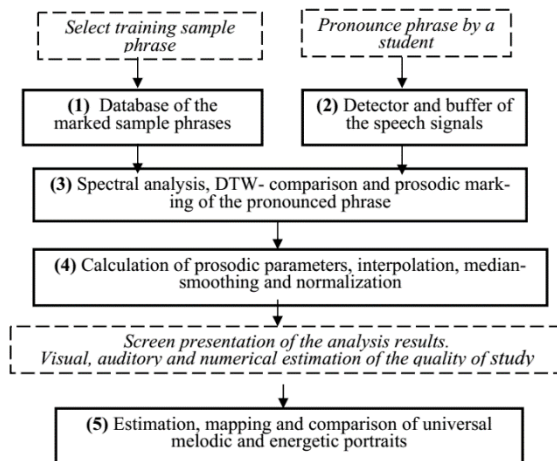 Select training sample
phrase
Pronounce phrase by a
student
(1) Database of the
marked sample phrases
(2) Detector and buffer of
the speech signals
(3) Spectral analysis, DTW- comparison and prosodic mark-
ing of the pronounced phrase
(4) Calculation of prosodic parameters, interpolation, median-
smoothing and normalization
Screen presentation of the analysis results.
Visual, auditory and numerical estimation of the quality of study
(5) Estimation, mapping and comparison of universal
melodic and energetic portraits